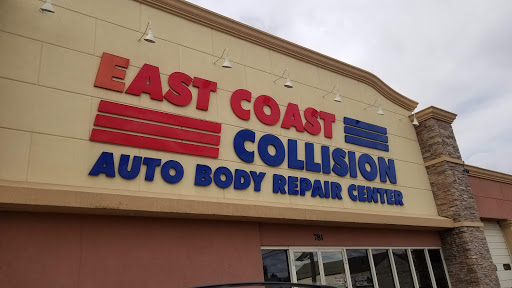 EAST COAST
COLLISION
AUTO BODY REPAIR CENTER